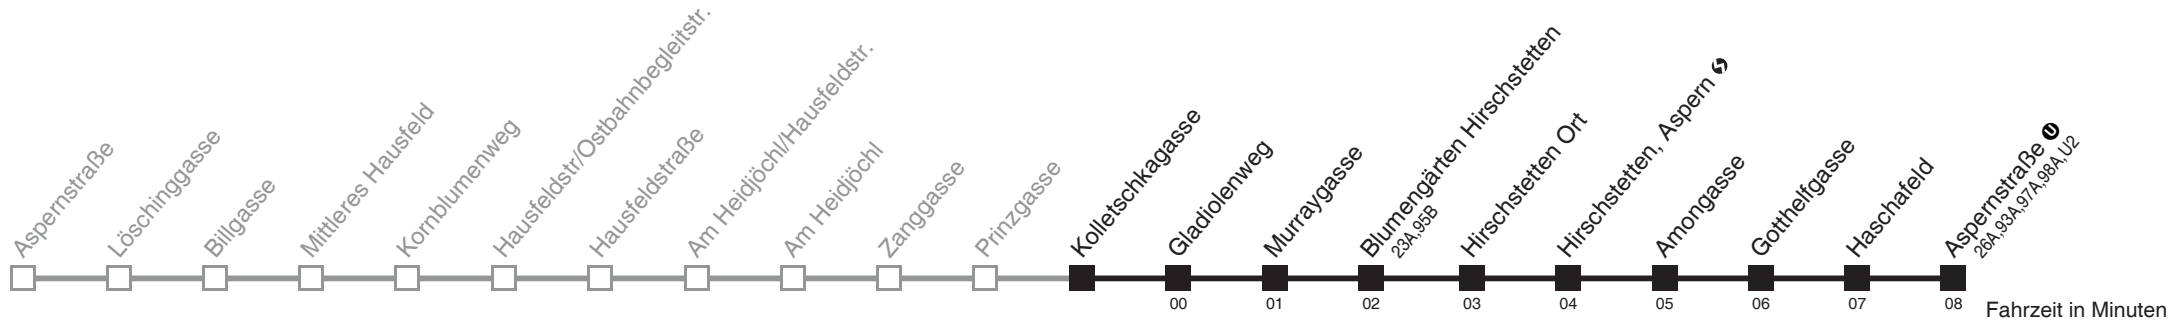 Aspernstraße
Löschinggasse
Billgasse
Mittleres Hausfeld
Kornblumenweg
Hausfeldstr/Ostbahnbegleitstr.
Hausfeldstraße
Am Heidjöchl/Hausfeldstr.
Am Heidjöchl
Zanggasse
Prinzgasse
Kolletschkagasse
Gladiolenweg
Murraygasse
Blumengärten Hirschstetten
23A,95B
Hirschstetten Ort
Hirschstetten, Aspern S
Amongasse
Gotthelfgasse
Haschafeld
Aspernstraße U
26A,93A,97A,98A,U2
00 01 02 03 04 05 06 07 08
Fahrzeit in Minuten